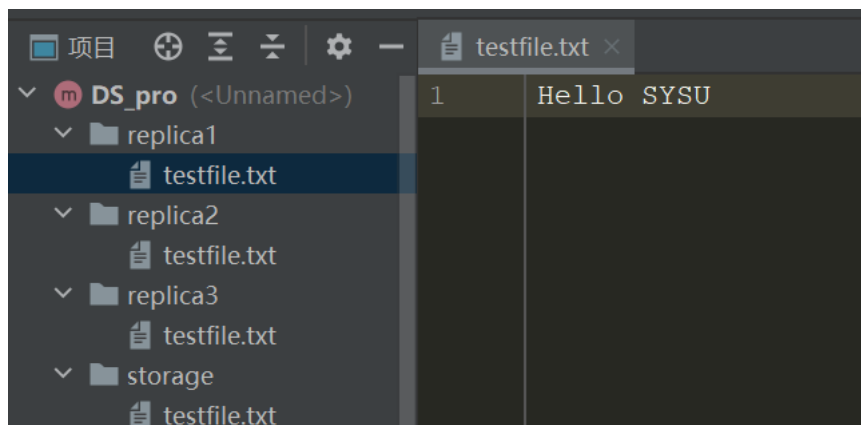 项目
DS_pro (<Unnamed>)
replica1
testfile.txt
replica2
testfile.txt
replica3
testfile.txt
storage
testfile.txt
testfile.txt
1 Hello SYSU